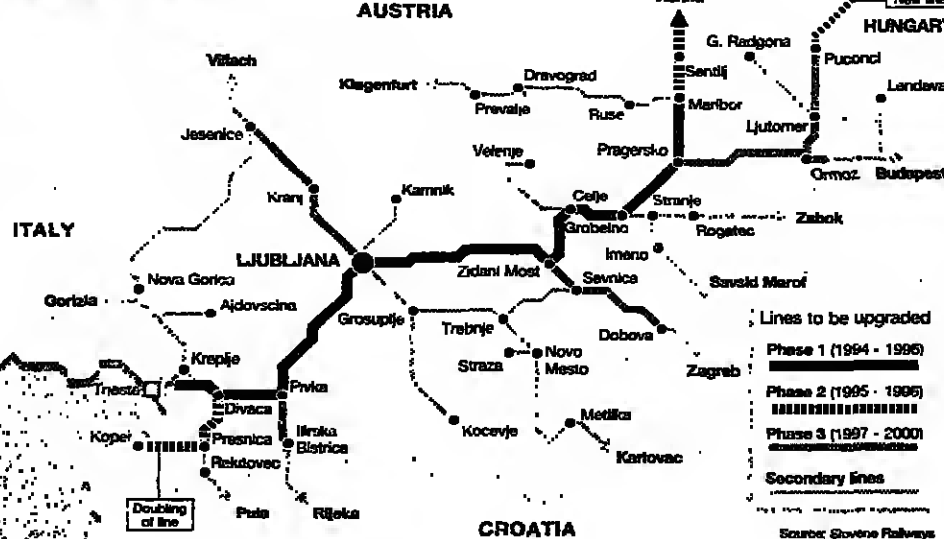 AUSTRIA
HUNGARY
G. Radgona
Puconci
Villach
Sentilj
Klagenfurt
Dravograd
Lendava
Prevalje
Ruse
Maribor
Jesenice
Ljutomer
Velenje
Pragersko
Ormoz
Budapest
Kranj
Kamnik
Celje
Stranje
ITALY
Grobelno
Rogatec
Zabok
LJUBLJANA
Zidani Most
Imeno
Nova Gorica
Sevnica
Savski Marof
Gorizia
Ajdovscina
Grosuplje
Trebnje
Dobova
Lines to be upgraded
Kreplje
Straza
Novo
Mesto
Zagreb
Phase 1 (1994 - 1995)
Trieste
Divaca
Pivka
Phase 2 (1995 - 1996)
Koper
Presnica
Ilirska
Bistrica
Kocevje
Metlika
Phase 3 (1997 - 2000)
Rakitovec
Karlovac
Secondary lines
Doubling
of line
Pula
Rijeka
CROATIA
Source: Slovene Railways